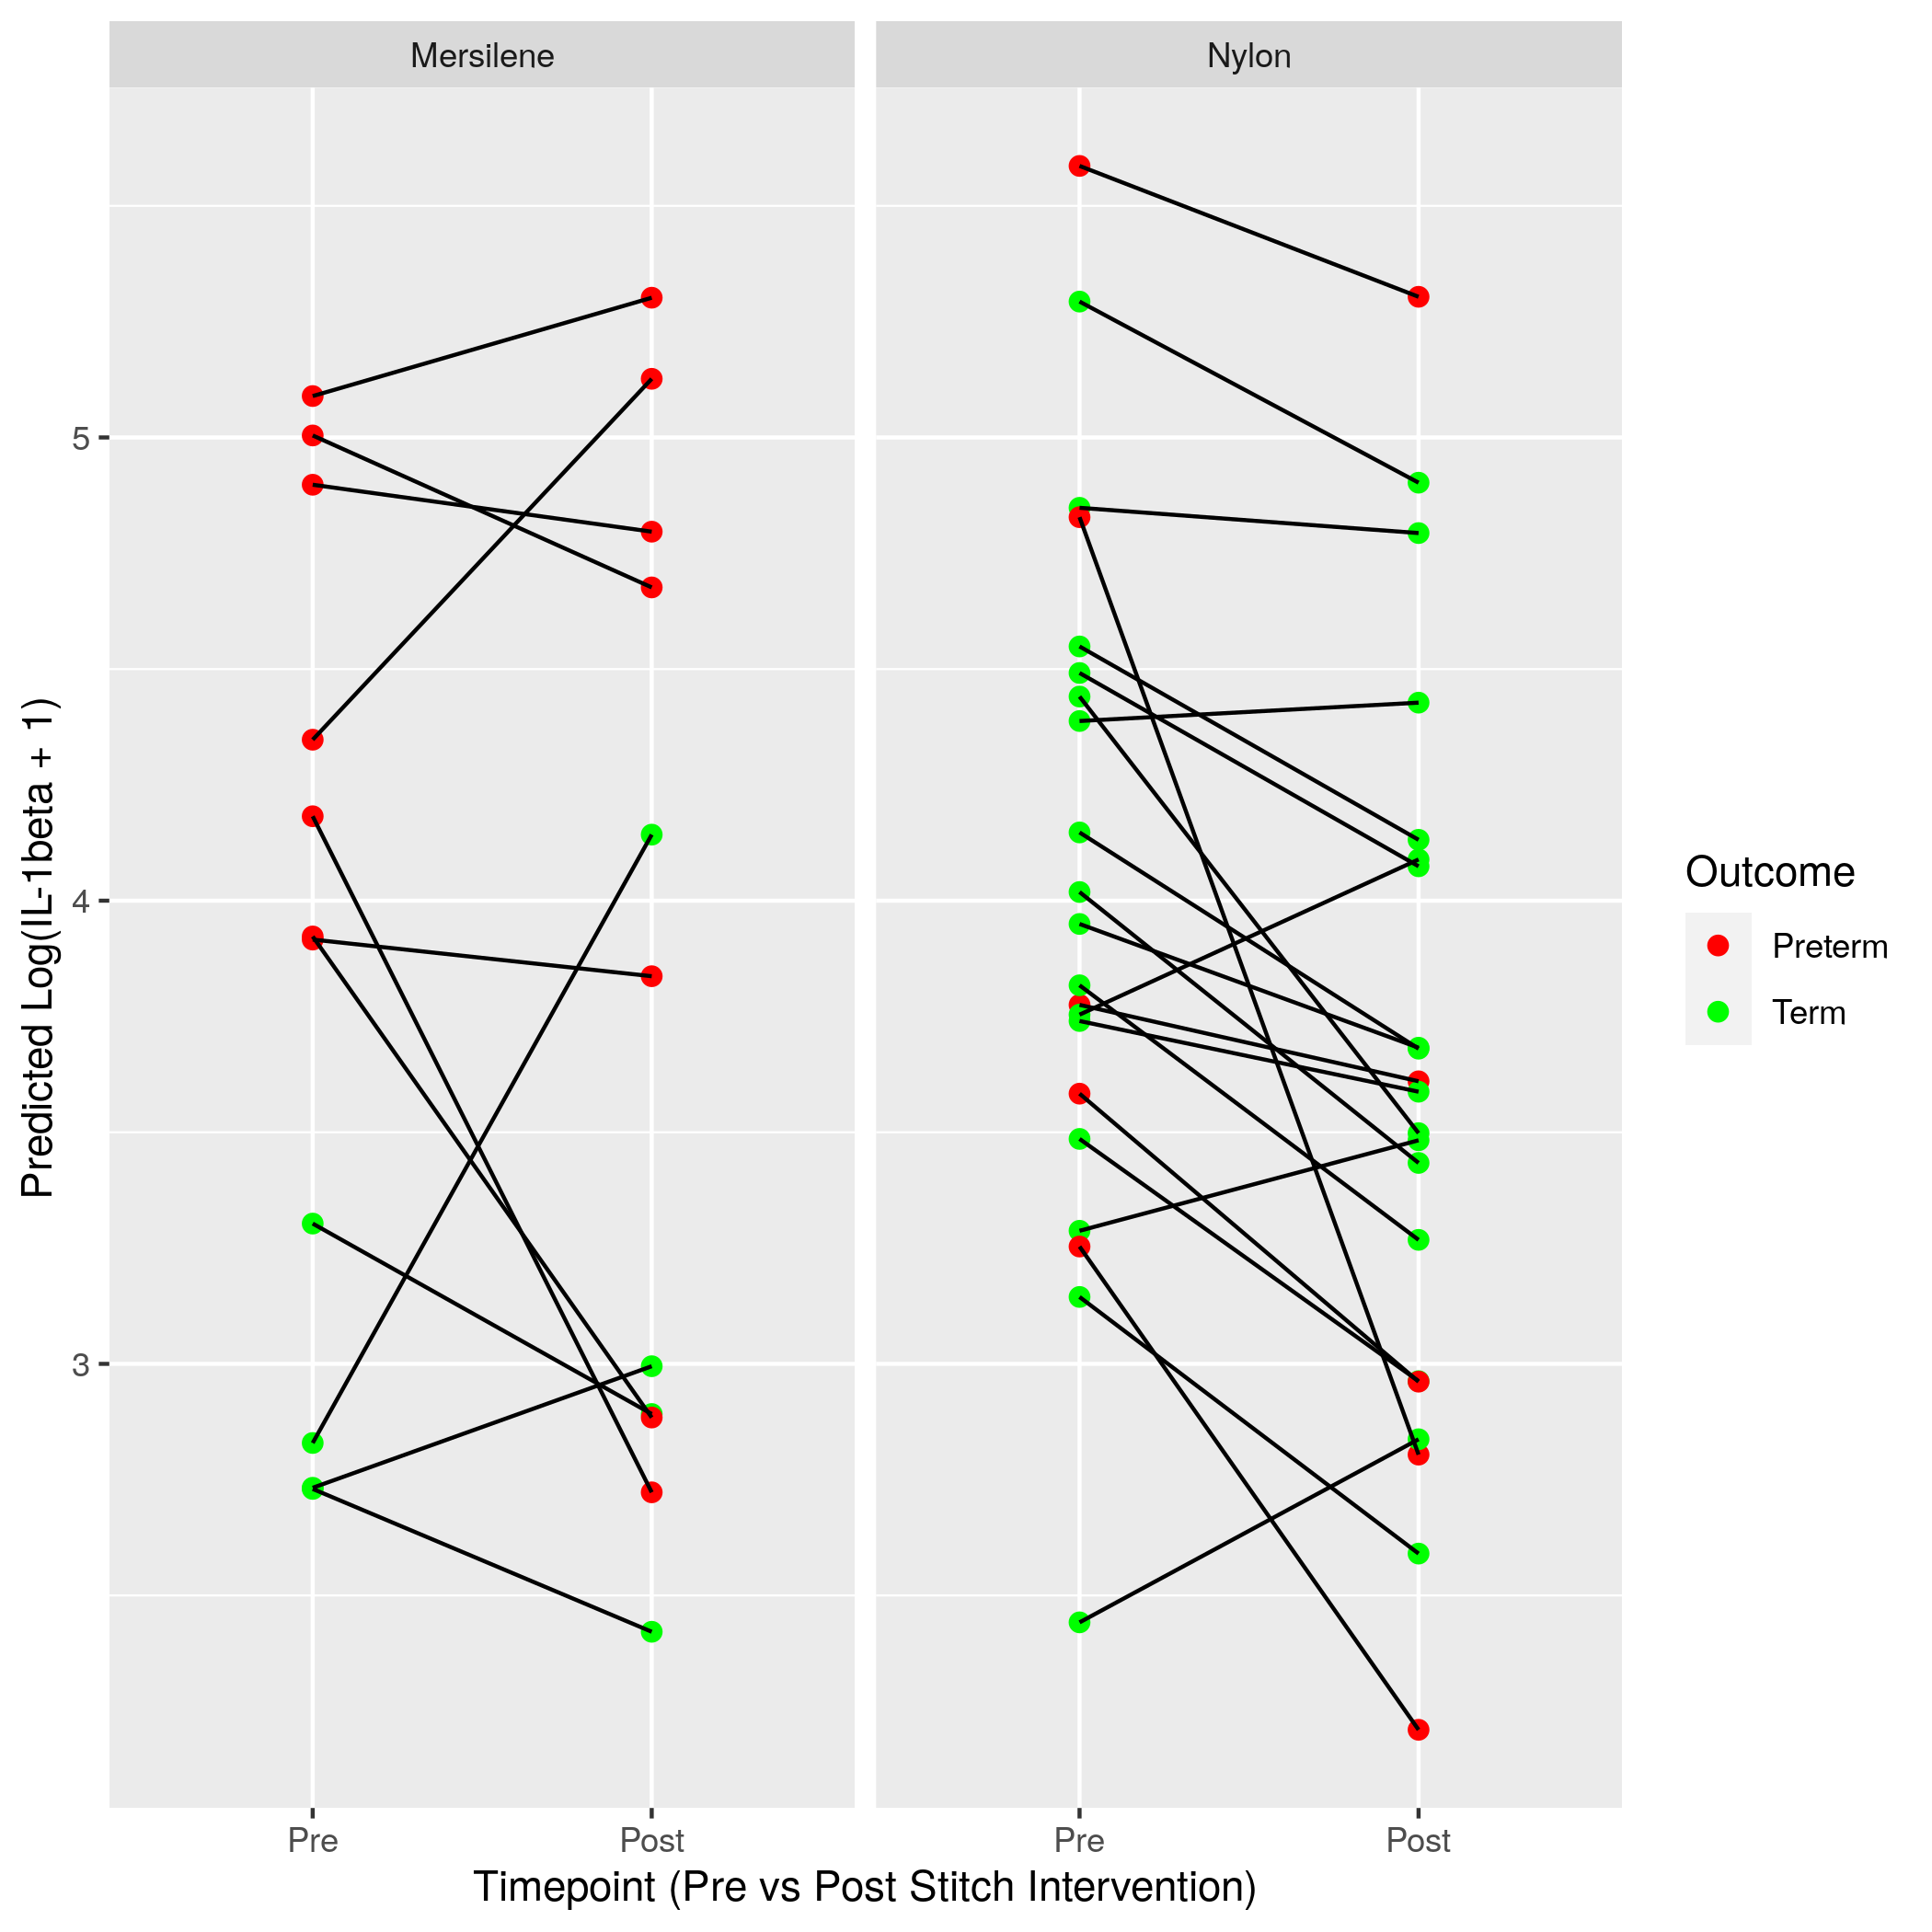 Mersilene
Nylon
Predicted Log(IL-1beta + 1)
5
4
3
Pre
Post
Pre
Post
Timepoint (Pre vs Post Stitch Intervention)
Outcome
Preterm
Term